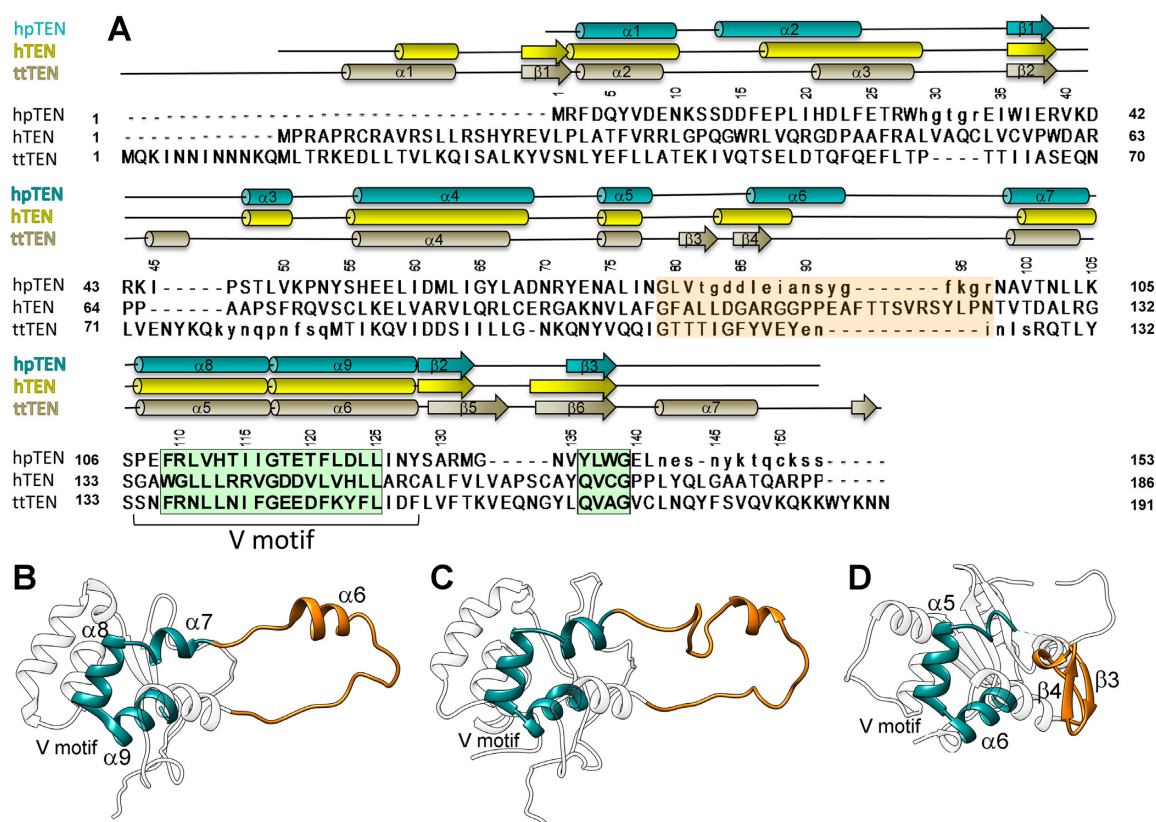 A
hpTEN α1 α2 β1
hTEN
ttTEN α1 β1 α2 α3 β2
1 5 10 15 20 25 30 35 40
hpTEN 1 - - - - - - - - - - - - - - - - - - - - - - - - - - - - - - - - - MRFDQYVDENKSSDDFEPLIHDLFETRWhgtgrEIWIERVKD 42
hTEN 1 - - - - - - - - - - - - MPRAPRCRAVRSLLRSHYREVLPLATFVRRLGPQGWRLVQRGDPAAFRALVAQCLVCVPWDAR 63
ttTEN 1 MQKINNINNNKQMLTRKEDLLTVLKQISALKYVSNLYEFLLATEKIVQTSELDTQFQEFLTP----TTIIASEQN 70
hpTEN α3 α4 α5 α6 α7
hTEN
ttTEN α4 β3 β4
45 50 55 60 65 70 75 80 85 90 95 100 105
hpTEN 43 RKI-----PSTLVKPNYSHEELIDMLIGYLADNRYENALINGLVtgddIeiansyg-------fkgrNAVTNLLK 105
hTEN 64 PP------AAPSFRQVSCLKELVARVLQRLCERGAKNVLAFGFALLDGARGGPPEAFTTSVRSYLPNTVTDALRG 132
ttTEN 71 LVENYKQkynqpnfsqMTIKQVIDDSIILLG-NKQNYVQQIGTTTIGFYVEYen----------inIsRQTLY 132
hpTEN α8 α9 β2 β3
hTEN
ttTEN α5 α6 β5 β6 α7
110 115 120 125 130 135 140 145 150
hpTEN 106 SPEFRLVHTIIGTETFLDLLINYSARMG-----NVYLWGELnes-nyktqckss----- 153
hTEN 133 SGAWGLLLRRVGDDVLVHLLARCALFVLVAPSCAYQVCGPPLYQLGAATQARPP----- 186
ttTEN 133 SSNFRNLLNIFGEEDFKYFLIDFLVFTKVEQNGYLQVAGVCLNQYFSVQVKQKKWYKNN 191
V motif
B C D
α6
α7
α8
α9
V motif
V motif
α5
β4 β3
α6
V motif